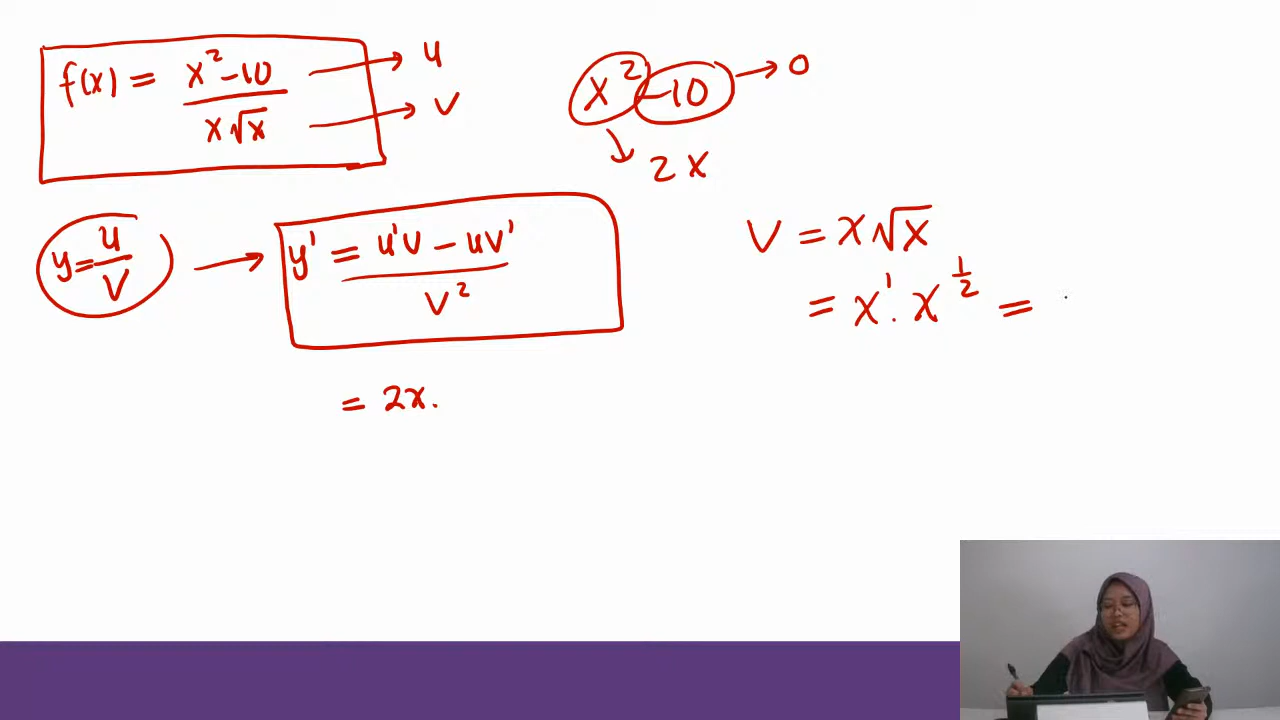 f(x) = x² - 10 / x√x → u → v
x² - 10 → 0
↓ 2x
y = u/v → y' = u'v - uv' / v²
v = x√x
= x¹ . x^½ =
= 2x.